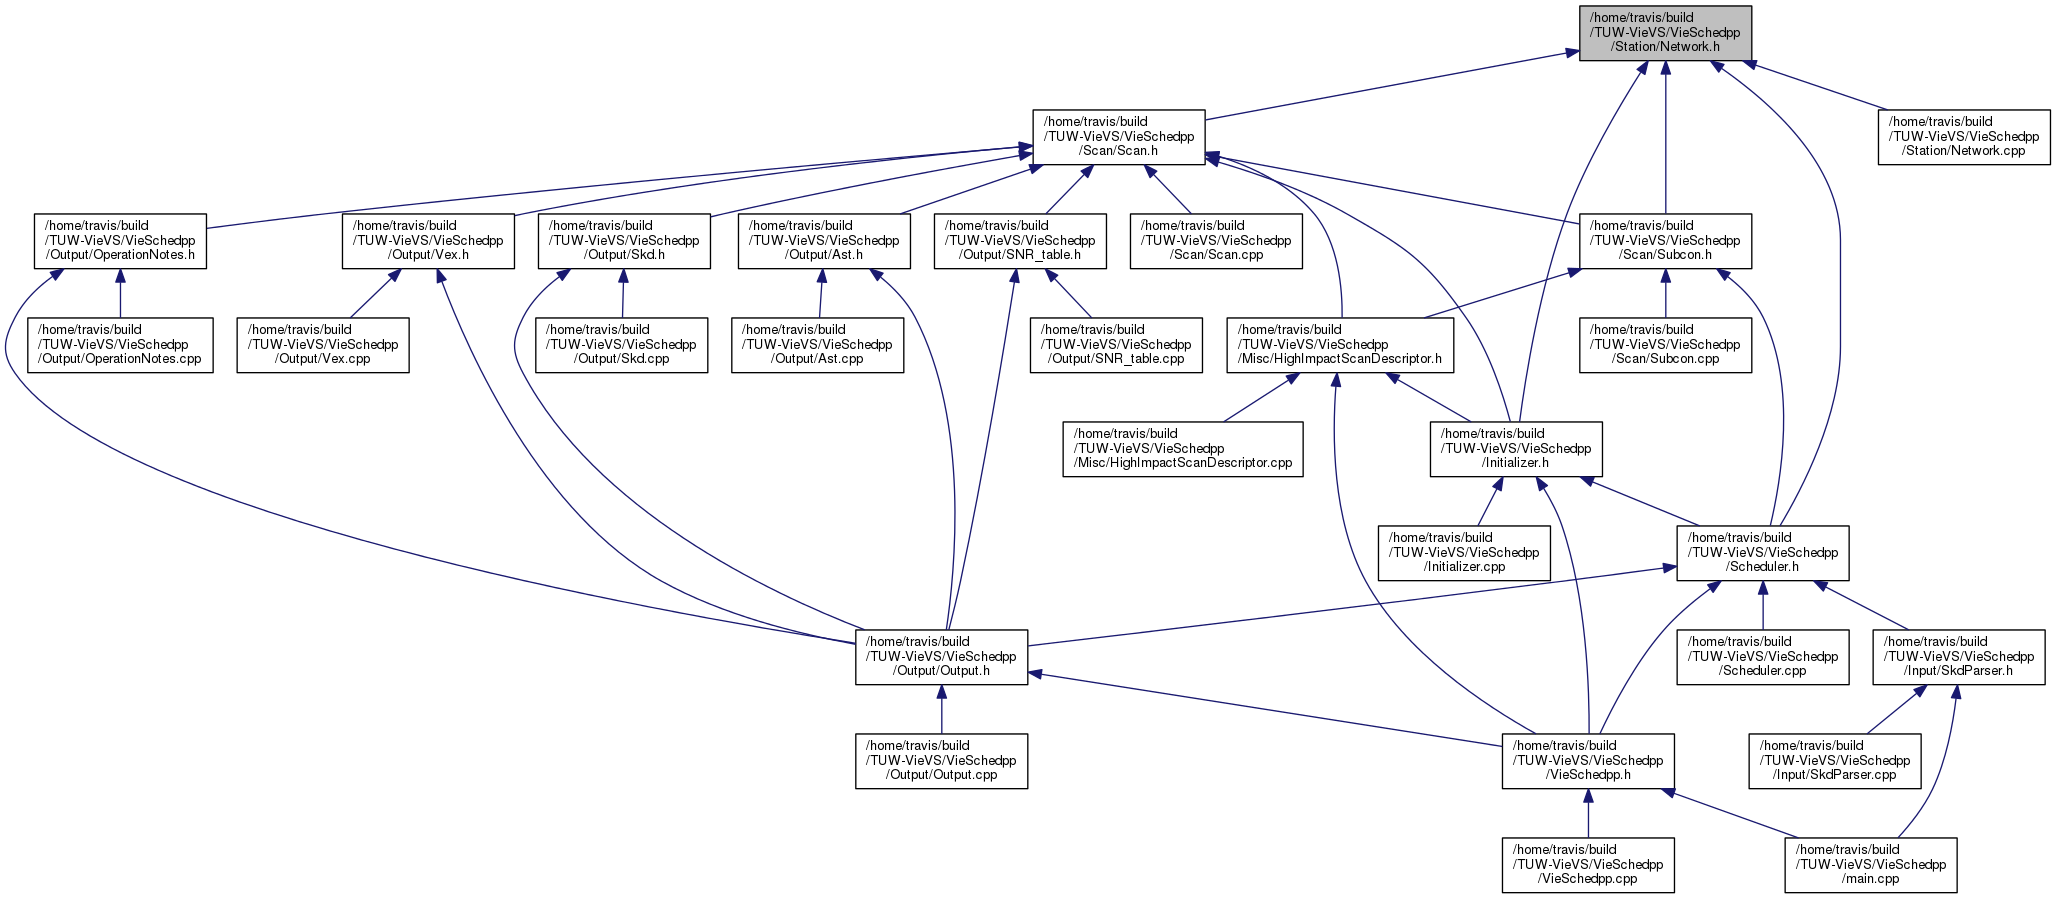 /home/travis/build
/TUW-VieVS/VieSchedpp
/Station/Network.h
/home/travis/build
/TUW-VieVS/VieSchedpp
/Scan/Scan.h
/home/travis/build
/TUW-VieVS/VieSchedpp
/Station/Network.cpp
/home/travis/build
/TUW-VieVS/VieSchedpp
/Output/OperationNotes.h
/home/travis/build
/TUW-VieVS/VieSchedpp
/Output/Vex.h
/home/travis/build
/TUW-VieVS/VieSchedpp
/Output/Skd.h
/home/travis/build
/TUW-VieVS/VieSchedpp
/Output/Ast.h
/home/travis/build
/TUW-VieVS/VieSchedpp
/Output/SNR_table.h
/home/travis/build
/TUW-VieVS/VieSchedpp
/Scan/Scan.cpp
/home/travis/build
/TUW-VieVS/VieSchedpp
/Scan/Subcon.h
/home/travis/build
/TUW-VieVS/VieSchedpp
/Output/OperationNotes.cpp
/home/travis/build
/TUW-VieVS/VieSchedpp
/Output/Vex.cpp
/home/travis/build
/TUW-VieVS/VieSchedpp
/Output/Skd.cpp
/home/travis/build
/TUW-VieVS/VieSchedpp
/Output/Ast.cpp
/home/travis/build
/TUW-VieVS/VieSchedpp
/Output/SNR_table.cpp
/home/travis/build
/TUW-VieVS/VieSchedpp
/Misc/HighImpactScanDescriptor.h
/home/travis/build
/TUW-VieVS/VieSchedpp
/Scan/Subcon.cpp
/home/travis/build
/TUW-VieVS/VieSchedpp
/Misc/HighImpactScanDescriptor.cpp
/home/travis/build
/TUW-VieVS/VieSchedpp
/Initializer.h
/home/travis/build
/TUW-VieVS/VieSchedpp
/Initializer.cpp
/home/travis/build
/TUW-VieVS/VieSchedpp
/Scheduler.h
/home/travis/build
/TUW-VieVS/VieSchedpp
/Output/Output.h
/home/travis/build
/TUW-VieVS/VieSchedpp
/Scheduler.cpp
/home/travis/build
/TUW-VieVS/VieSchedpp
/Input/SkdParser.h
/home/travis/build
/TUW-VieVS/VieSchedpp
/Output/Output.cpp
/home/travis/build
/TUW-VieVS/VieSchedpp
/VieSchedpp.h
/home/travis/build
/TUW-VieVS/VieSchedpp
/Input/SkdParser.cpp
/home/travis/build
/TUW-VieVS/VieSchedpp
/VieSchedpp.cpp
/home/travis/build
/TUW-VieVS/VieSchedpp
/main.cpp